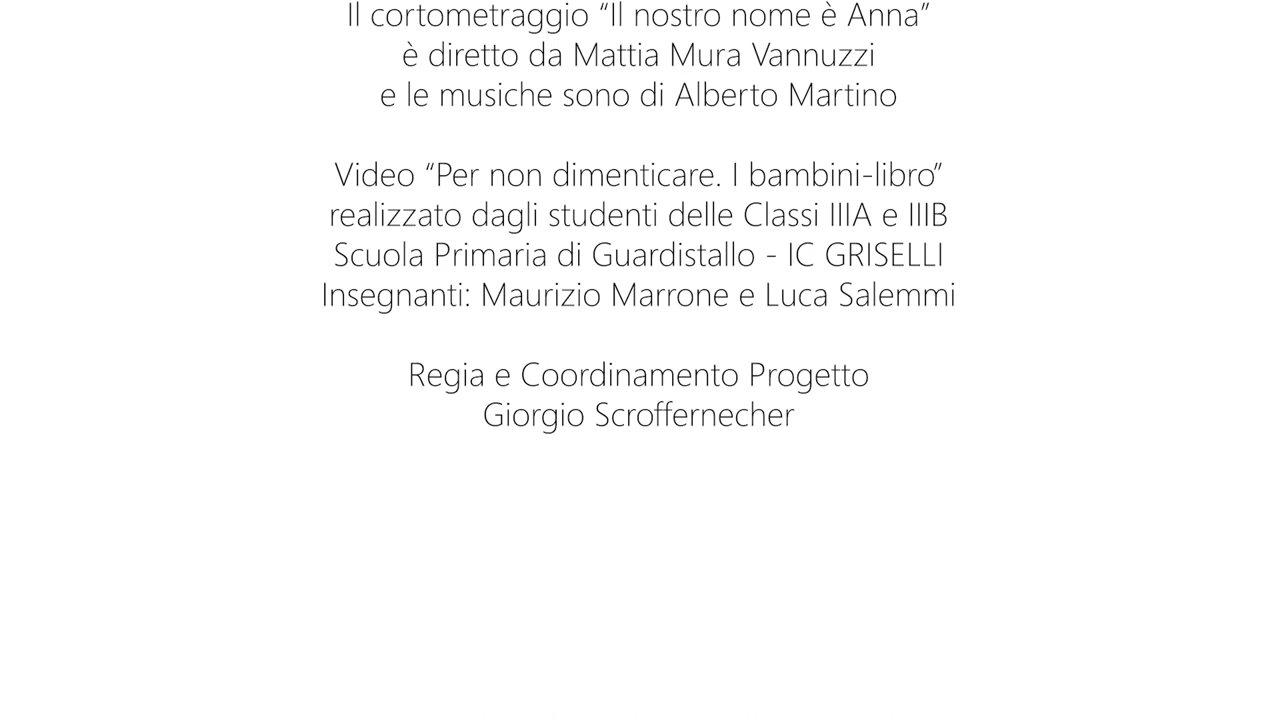 Il cortometraggio “Il nostro nome è Anna”
è diretto da Mattia Mura Vannuzzi
e le musiche sono di Alberto Martino
Video “Per non dimenticare. I bambini-libro”
realizzato dagli studenti delle Classi IIIA e IIIB
Scuola Primaria di Guardistallo - IC GRISELLI
Insegnanti: Maurizio Marrone e Luca Salemmi
Regia e Coordinamento Progetto
Giorgio Scroffernecher